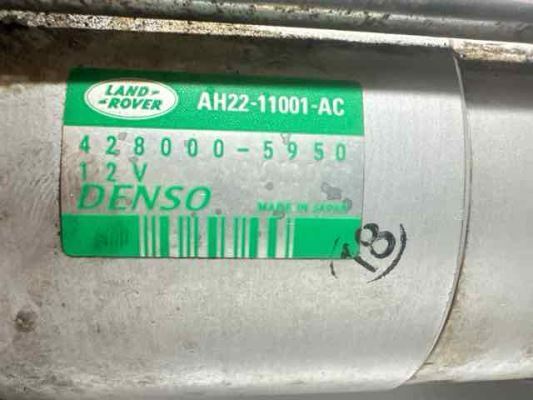 LAND-
-ROVER
AH22-11001-AC
428000-5950
12V
DENSO
MADE IN JAPAN
(18)